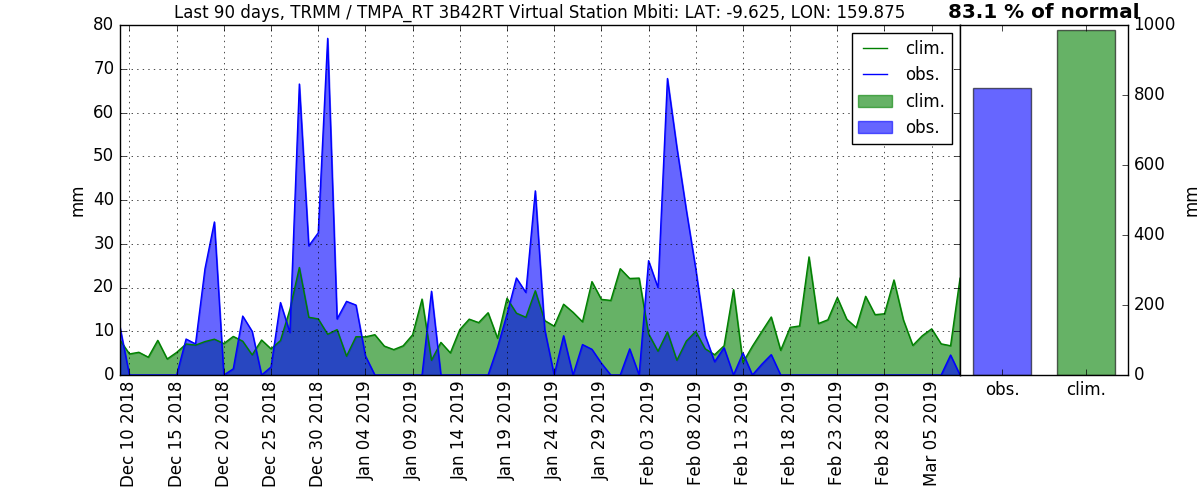 Last 90 days, TRMM / TMPA_RT 3B42RT Virtual Station Mbiti: LAT: -9.625, LON: 159.875
83.1 % of normal
80
70
60
50
40
30
20
10
0
mm
clim.
obs.
clim.
obs.
Dec 10 2018
Dec 15 2018
Dec 20 2018
Dec 25 2018
Dec 30 2018
Jan 04 2019
Jan 09 2019
Jan 14 2019
Jan 19 2019
Jan 24 2019
Jan 29 2019
Feb 03 2019
Feb 08 2019
Feb 13 2019
Feb 18 2019
Feb 23 2019
Feb 28 2019
Mar 05 2019
1000
800
600
400
200
0
mm
obs.
clim.